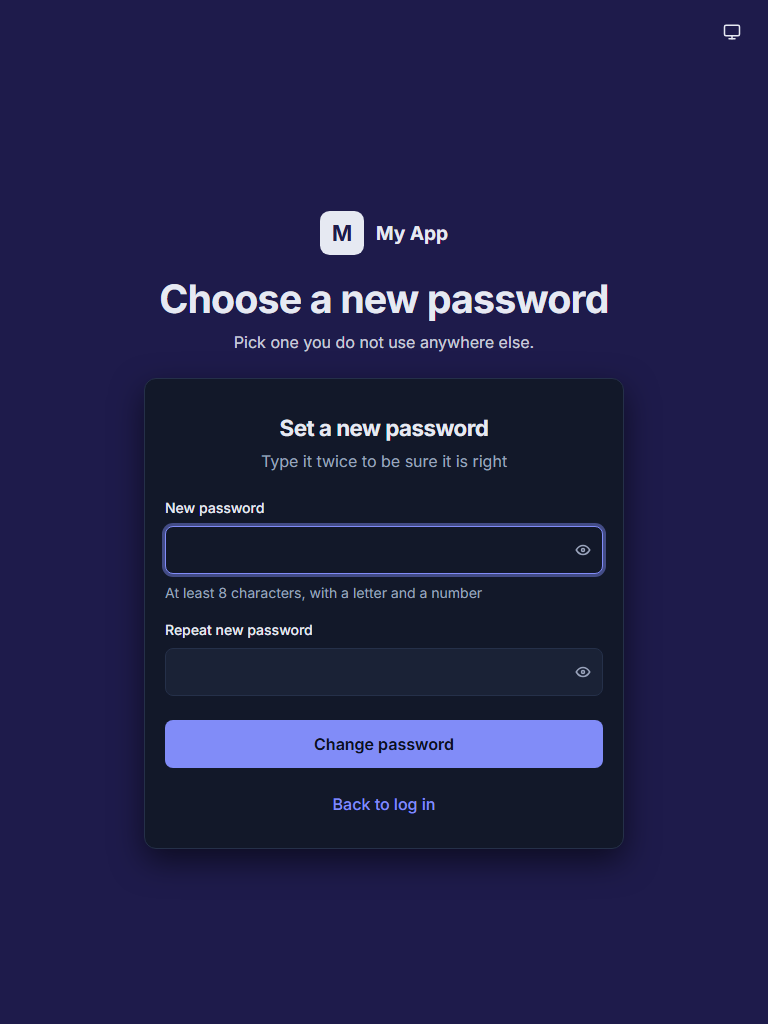 M
My App
Choose a new password
Pick one you do not use anywhere else.
Set a new password
Type it twice to be sure it is right
New password
At least 8 characters, with a letter and a number
Repeat new password
Change password
Back to log in